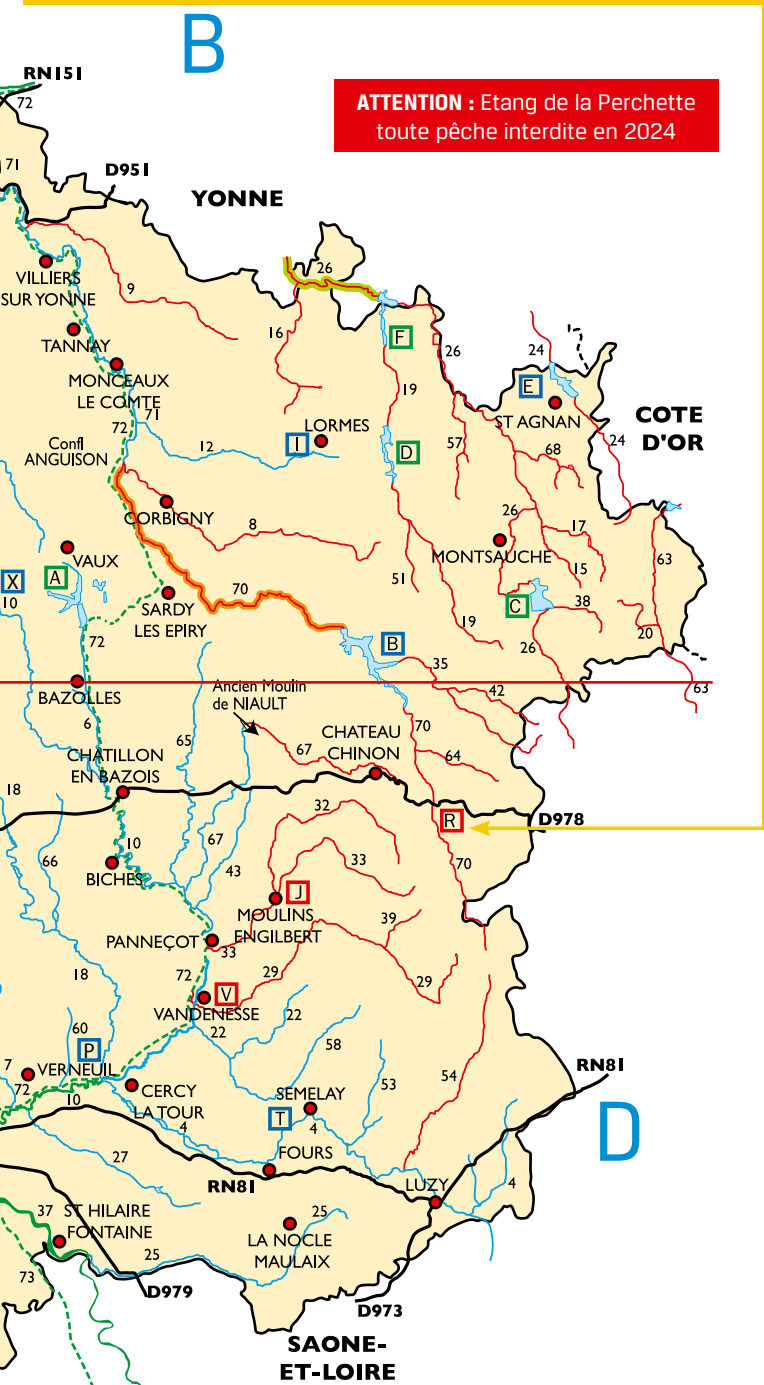 B
RN151
72
ATTENTION : Etang de la Perchette
toute pêche interdite en 2024
71
D951
YONNE
26
VILLIERS
SUR YONNE
9
16
F
26
TANNAY
24
MONCEAUX
LE COMTE
19
E
71
ST AGNAN
COTE
D'OR
72
LORMES
I
12
57
24
Confl
ANGUISON
D
68
CORBIGNY
26
8
17
MONTSAUCHE
VAUX
63
X
A
15
10
51
70
C
38
SARDY
LES EPIRY
19
20
72
B
26
35
Ancien Moulin
de NIAULT
42
63
BAZOLLES
6
70
65
CHATEAU
CHINON
67
64
CHATILLON
EN BAZOIS
18
32
R
D978
10
67
66
33
70
43
BICHES
J
MOULINS
ENGILBERT
39
PANNEÇOT
33
18
72
29
29
V
VANDENESSE
22
22
60
58
P
7
VERNEUIL
53
54
RN81
72
CERCY
LA TOUR
10
SEMELAY
T
4
4
D
27
FOURS
RN81
LUZY
4
37
ST HILAIRE
FONTAINE
25
LA NOCLE
MAULAIX
25
73
D979
D973
SAONE-
ET-LOIRE